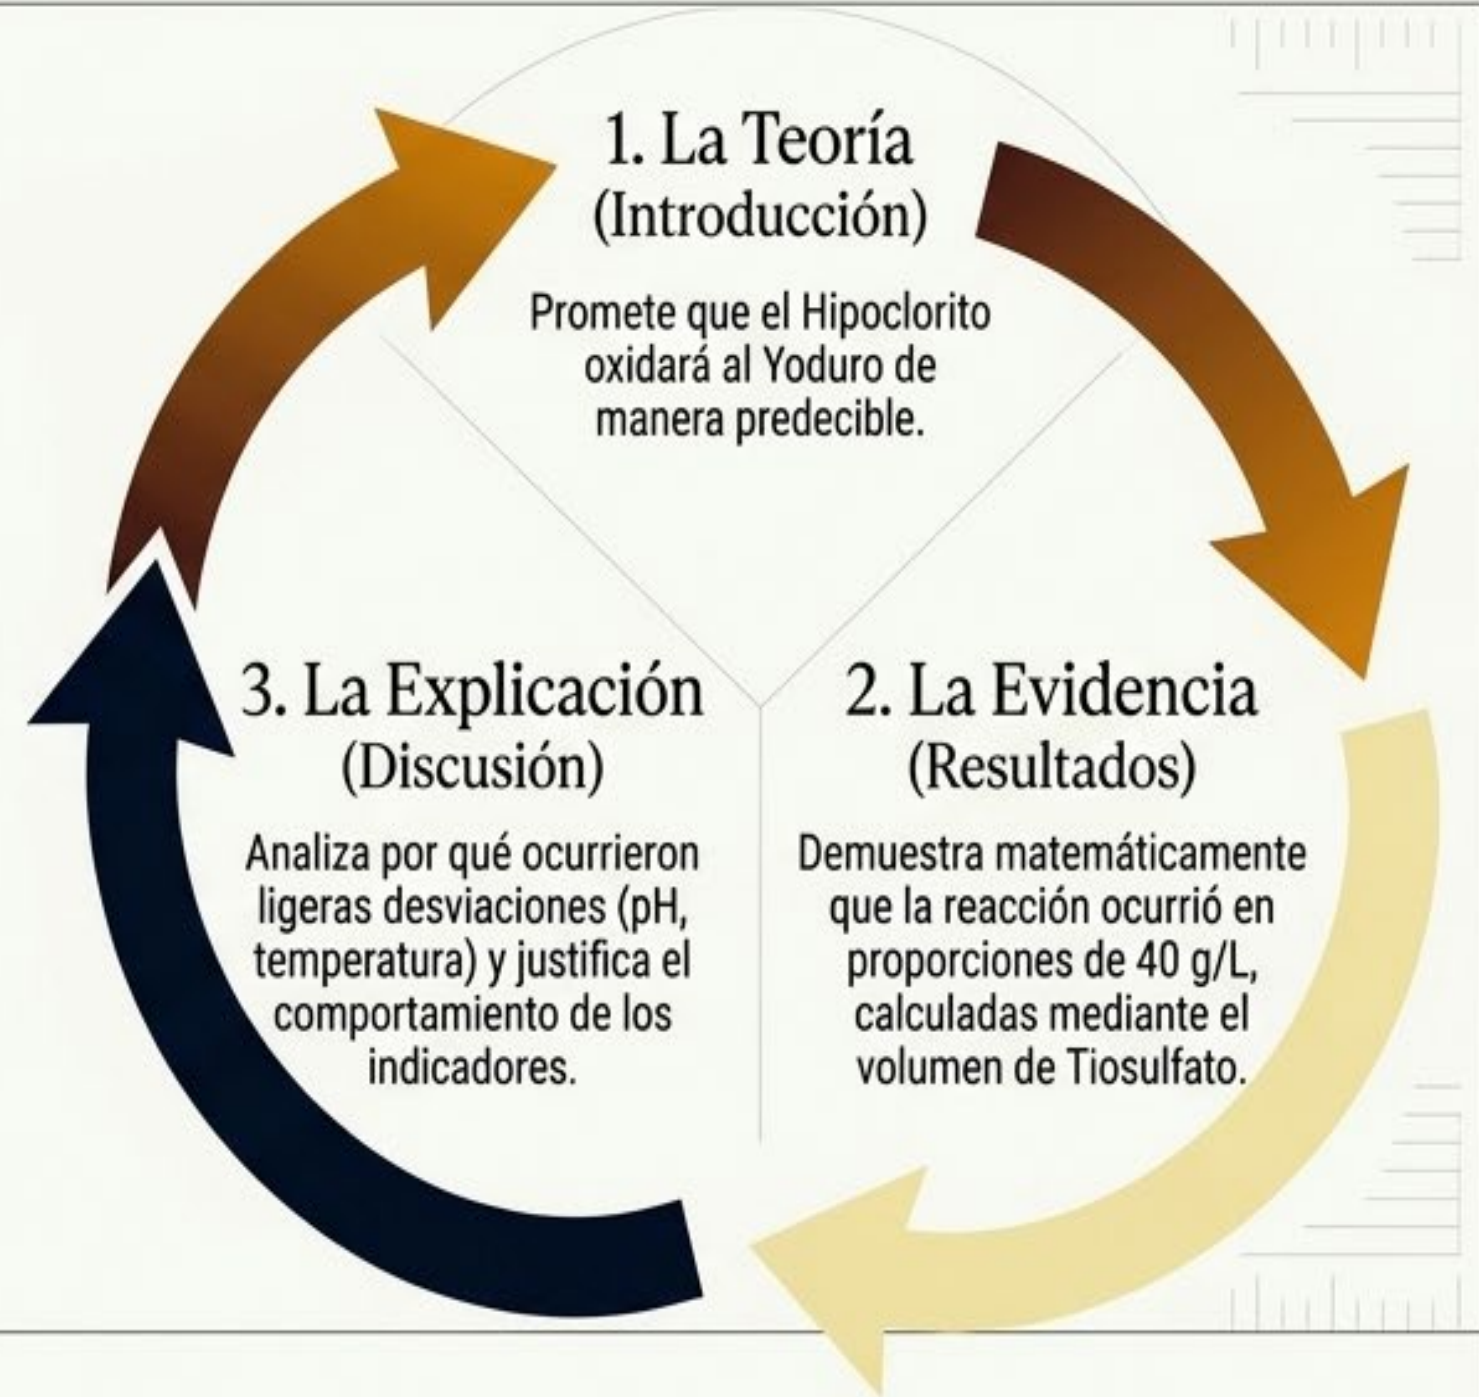 1. La Teoría
(Introducción)
Promete que el Hipoclorito
oxidará al Yoduro de
manera predecible.
2. La Evidencia
(Resultados)
Demuestra matemáticamente
que la reacción ocurrió en
proporciones de 40 g/L,
calculadas mediante el
volumen de Tiosulfato.
3. La Explicación
(Discusión)
Analiza por qué ocurrieron
ligeras desviaciones (pH,
temperatura) y justifica el
comportamiento de los
indicadores.